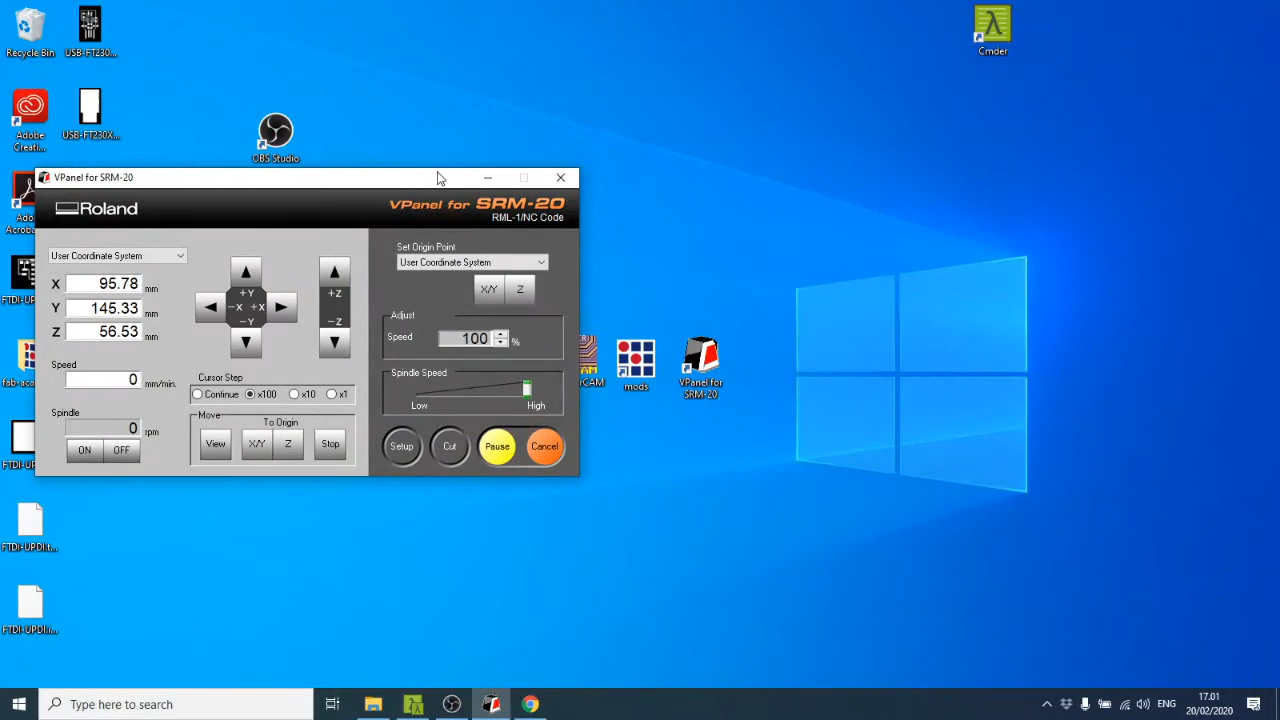 Recycle Bin
USB-FT230...
Cmder
Adobe
Creati...
USB-FT230X...
OBS Studio
VPanel for SRM-20
Roland
VPanel for SRM-20
RML-1/NC Code
User Coordinate System
X 95.78 mm
Y 145.33 mm
Z 56.53 mm
+Y
-X +X
-Y
+Z
-Z
Speed
0 mm/min.
Spindle
0 rpm
ON OFF
Cursor Step
Continue x100 x10 x1
Move
To Origin
View X/Y Z Stop
Set Origin Point
User Coordinate System
X/Y Z
Adjust
Speed 100 %
Spindle Speed
Low High
Setup Cut Pause Cancel
mods
VPanel for
SRM-20
FTDI-UPDI.t...
FTDI-UPDI.i...
Type here to search
ENG
17.01
20/02/2020